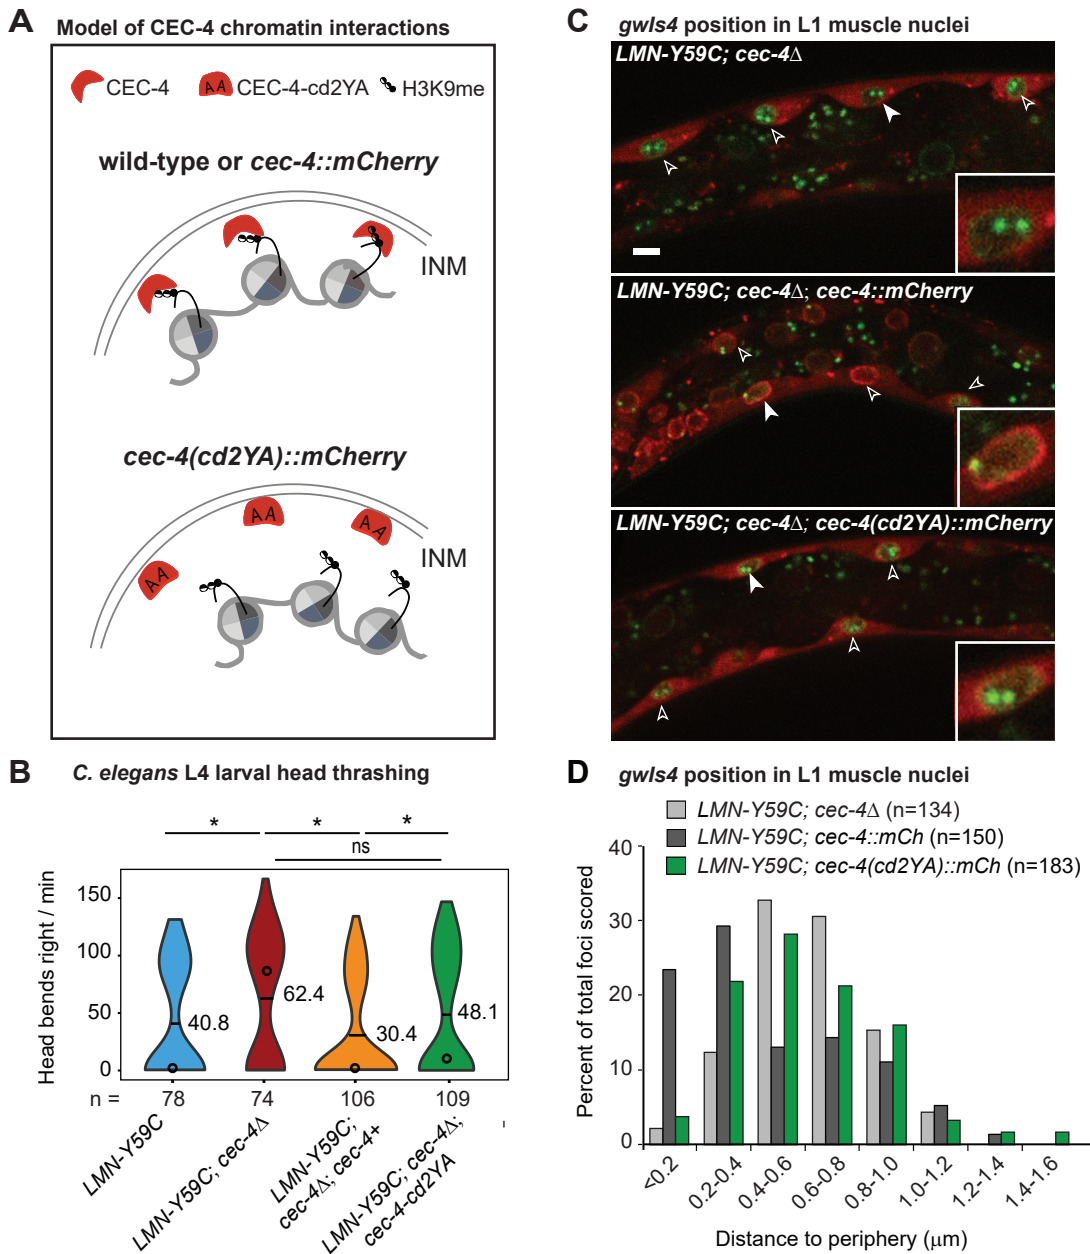 A Model of CEC-4 chromatin interactions
CEC-4
CEC-4-cd2YA
H3K9me
wild-type or cec-4::mCherry
INM
cec-4(cd2YA)::mCherry
AA
AA
AA
INM
B C. elegans L4 larval head thrashing
* * *
ns
Head bends right / min
150
100
50
0
40.8
62.4
30.4
48.1
n = 78 74 106 109
LMN-Y59C
LMN-Y59C; cec-4Δ
LMN-Y59C;
cec-4Δ; cec-4+
LMN-Y59C; cec-4Δ;
cec-4-cd2YA
C gwIs4 position in L1 muscle nuclei
LMN-Y59C; cec-4Δ
LMN-Y59C; cec-4Δ; cec-4::mCherry
LMN-Y59C; cec-4Δ; cec-4(cd2YA)::mCherry
D gwIs4 position in L1 muscle nuclei
LMN-Y59C; cec-4Δ (n=134)
LMN-Y59C; cec-4::mCh (n=150)
LMN-Y59C; cec-4(cd2YA)::mCh (n=183)
Percent of total foci scored
40
30
20
10
0
<0.2
0.2-0.4
0.4-0.6
0.6-0.8
0.8-1.0
1.0-1.2
1.2-1.4
1.4-1.6
Distance to periphery (μm)